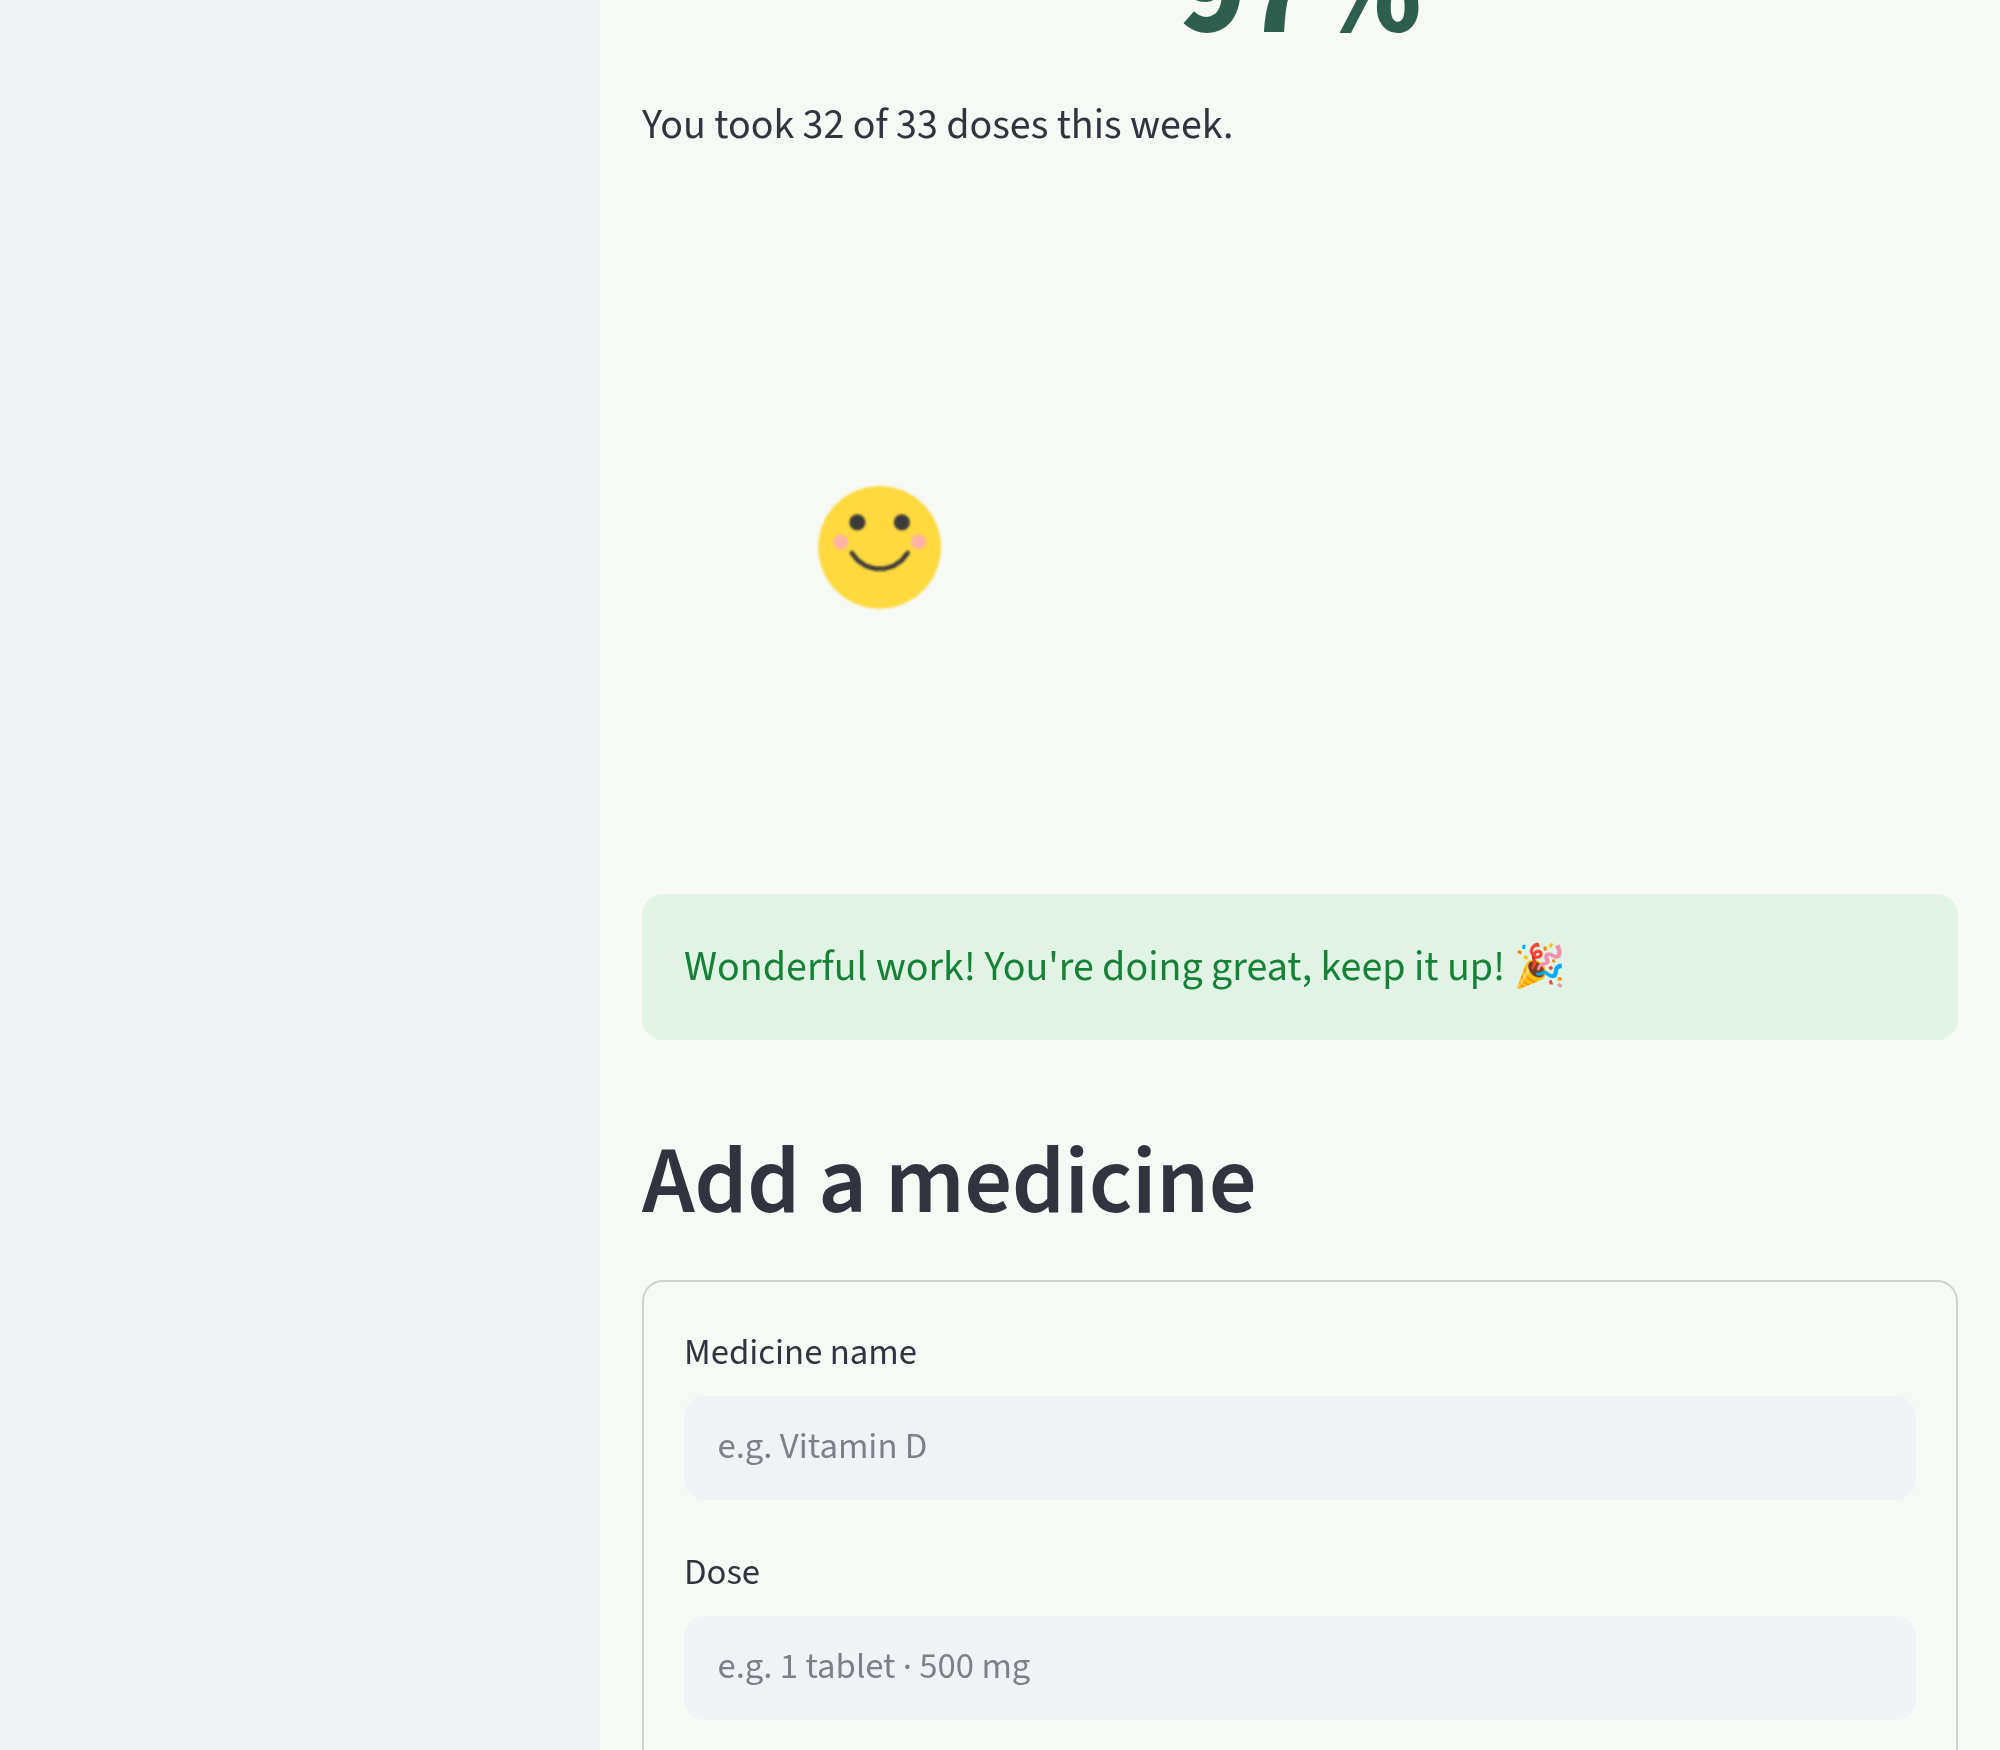 97%
You took 32 of 33 doses this week.
Wonderful work! You're doing great, keep it up! 🎉
Add a medicine
Medicine name
e.g. Vitamin D
Dose
e.g. 1 tablet · 500 mg